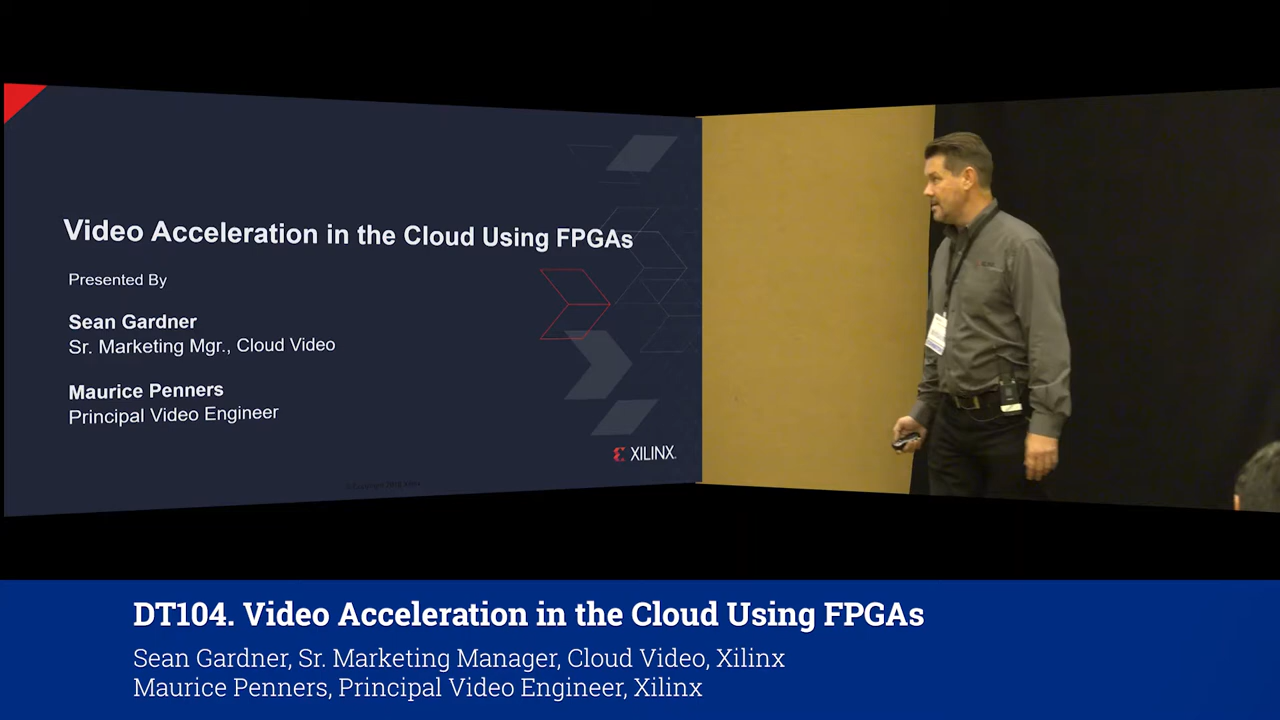 Video Acceleration in the Cloud Using FPGAs
Presented By
Sean Gardner
Sr. Marketing Mgr., Cloud Video
Maurice Penners
Principal Video Engineer
XILINX
XILINX
DT104. Video Acceleration in the Cloud Using FPGAs
Sean Gardner, Sr. Marketing Manager, Cloud Video, Xilinx
Maurice Penners, Principal Video Engineer, Xilinx